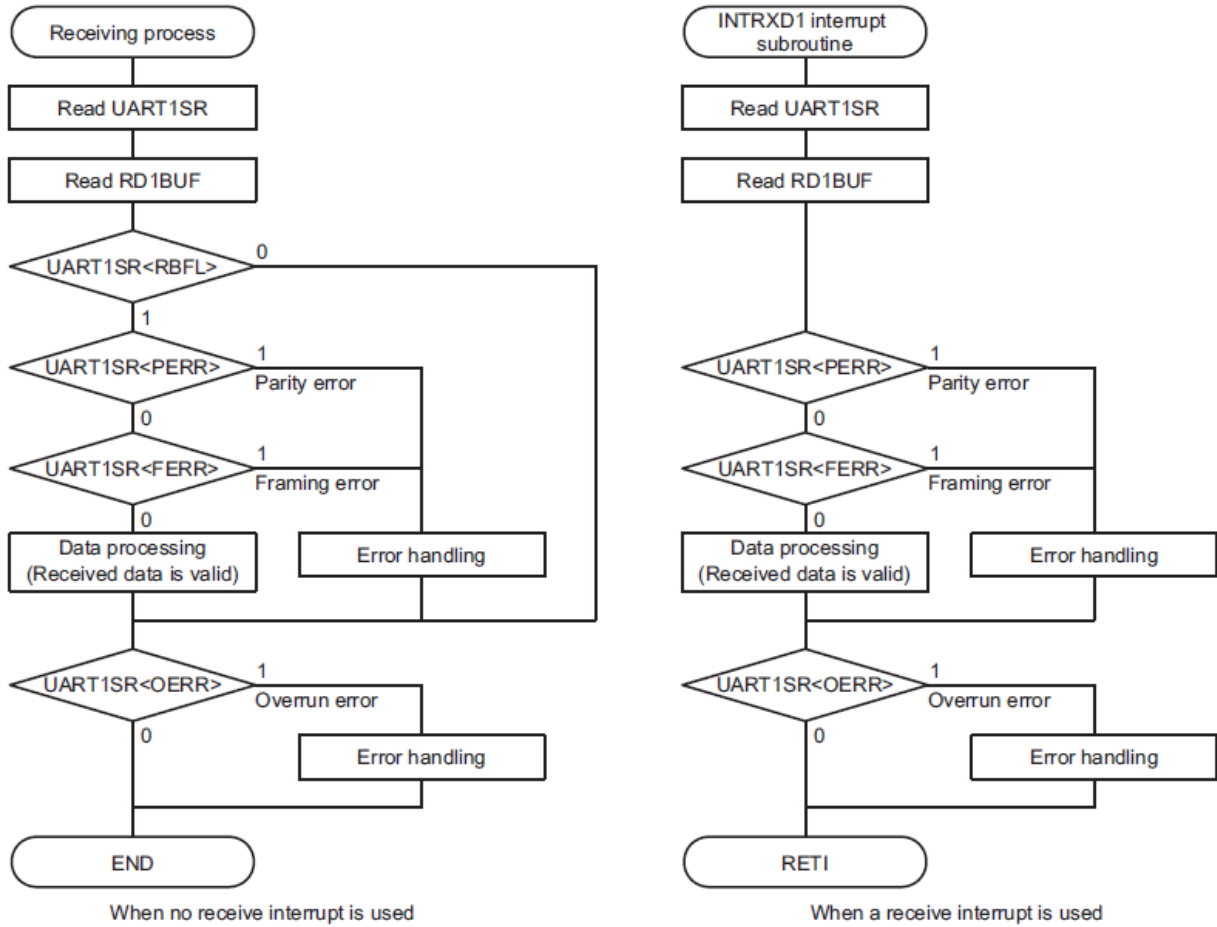 Receiving process
Read UART1SR
Read RD1BUF
UART1SR<RBFL>
0
1
UART1SR<PERR>
1
Parity error
0
UART1SR<FERR>
1
Framing error
0
Data processing
(Received data is valid)
Error handling
UART1SR<OERR>
1
Overrun error
0
Error handling
END
When no receive interrupt is used
INTRXD1 interrupt
subroutine
Read UART1SR
Read RD1BUF
UART1SR<PERR>
1
Parity error
0
UART1SR<FERR>
1
Framing error
0
Data processing
(Received data is valid)
Error handling
UART1SR<OERR>
1
Overrun error
0
Error handling
RETI
When a receive interrupt is used